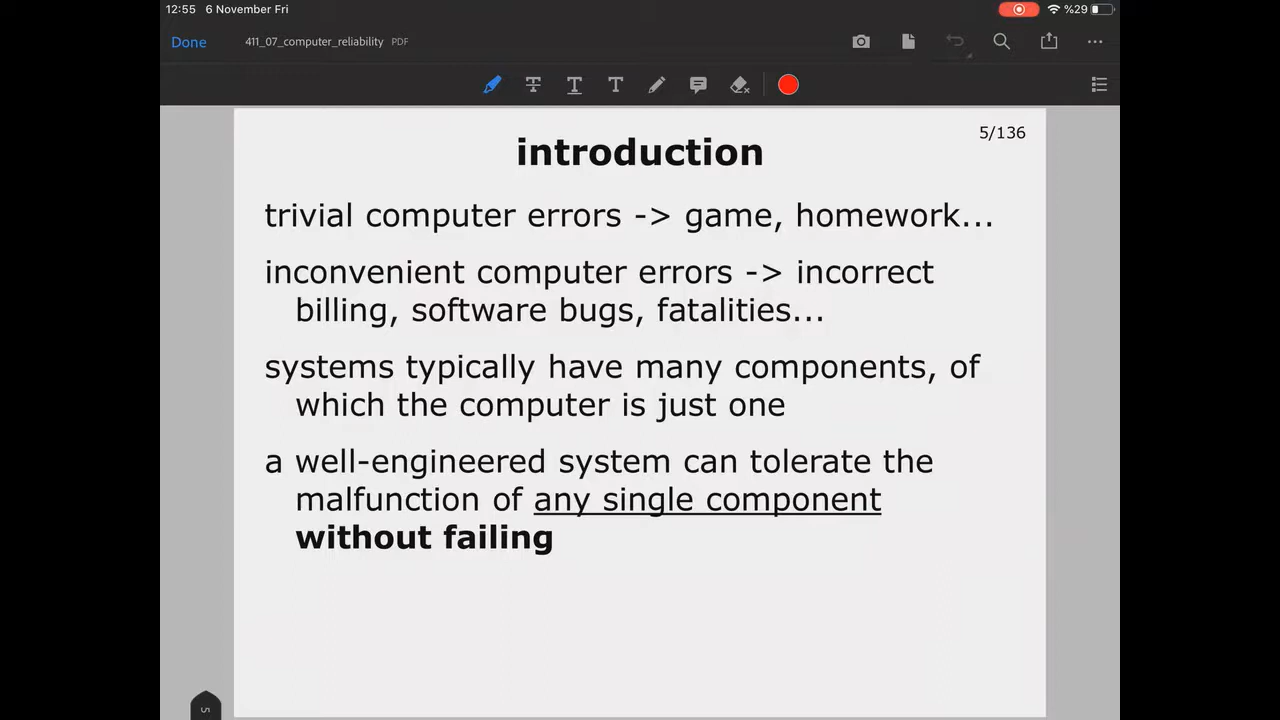 12:55 6 November Fri %29
Done 411_07_computer_reliability PDF
5/136
introduction
trivial computer errors -> game, homework...
inconvenient computer errors -> incorrect
billing, software bugs, fatalities...
systems typically have many components, of
which the computer is just one
a well-engineered system can tolerate the
malfunction of any single component
without failing
5